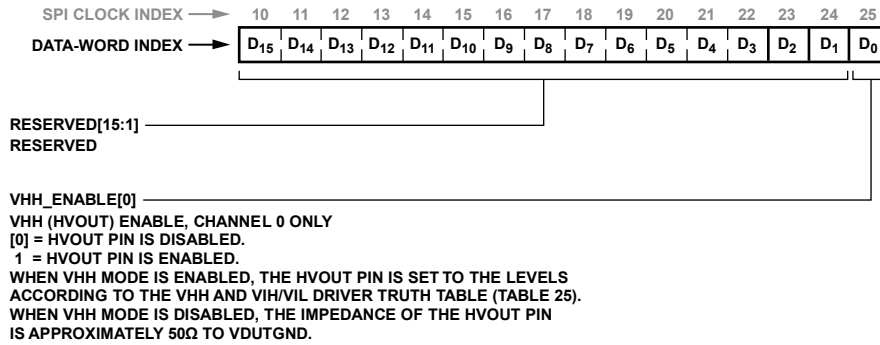 SPI CLOCK INDEX 10 11 12 13 14 15 16 17 18 19 20 21 22 23 24 25
DATA-WORD INDEX D15 D14 D13 D12 D11 D10 D9 D8 D7 D6 D5 D4 D3 D2 D1 D0
RESERVED[15:1]
RESERVED
VHH_ENABLE[0]
VHH (HVOUT) ENABLE, CHANNEL 0 ONLY
[0] = HVOUT PIN IS DISABLED.
1 = HVOUT PIN IS ENABLED.
WHEN VHH MODE IS ENABLED, THE HVOUT PIN IS SET TO THE LEVELS
ACCORDING TO THE VHH AND VIH/VIL DRIVER TRUTH TABLE (TABLE 25).
WHEN VHH MODE IS DISABLED, THE IMPEDANCE OF THE HVOUT PIN
IS APPROXIMATELY 50Ω TO VDUTGND.